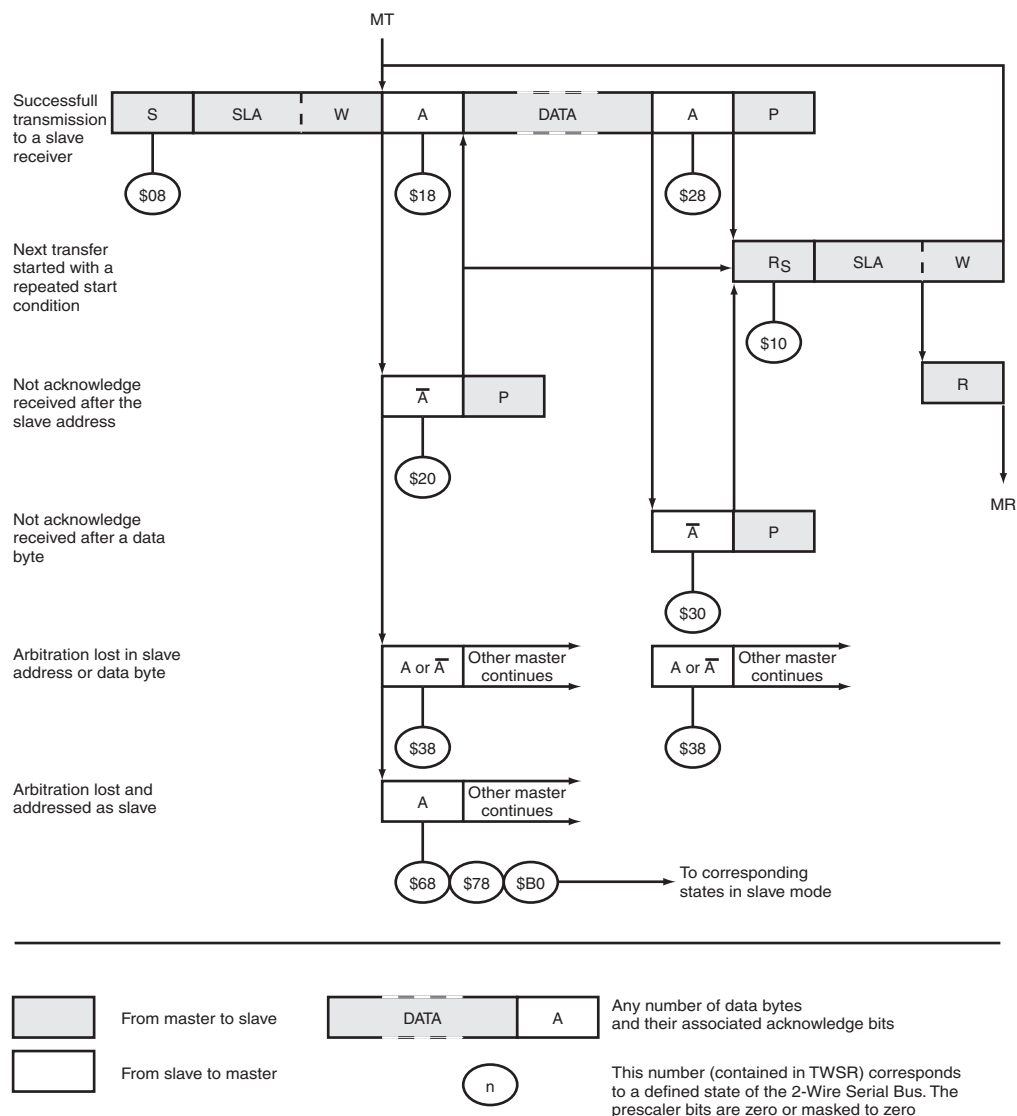 MT
Successfull
transmission
to a slave
receiver
S SLA W A DATA A P
$08 $18 $28
Next transfer
started with a
repeated start
condition
RS SLA W
$10
Not acknowledge
received after the
slave address
A̅ P
R
$20
MR
Not acknowledge
received after a data
byte
A̅ P
$30
Arbitration lost in slave
address or data byte
A or A̅ Other master
continues
A or A̅ Other master
continues
$38 $38
Arbitration lost and
addressed as slave
A Other master
continues
$68 $78 $B0
To corresponding
states in slave mode
From master to slave
DATA A
Any number of data bytes
and their associated acknowledge bits
From slave to master
n
This number (contained in TWSR) corresponds
to a defined state of the 2-Wire Serial Bus. The
prescaler bits are zero or masked to zero